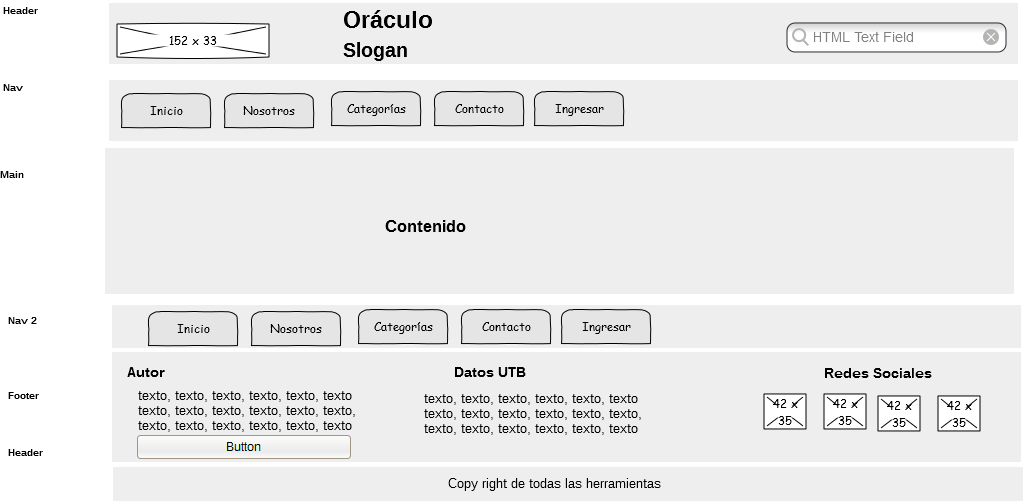 Header
Oráculo
152 x 33
Slogan
HTML Text Field
Nav
Inicio
Nosotros
Categorías
Contacto
Ingresar
Main
Contenido
Nav 2
Inicio
Nosotros
Categorías
Contacto
Ingresar
Footer
Autor
texto, texto, texto, texto, texto, texto
texto, texto, texto, texto, texto, texto,
texto, texto, texto, texto, texto, texto
Button
Datos UTB
texto, texto, texto, texto, texto, texto
texto, texto, texto, texto, texto, texto,
texto, texto, texto, texto, texto, texto
Redes Sociales
42 x
35
42 x
35
42 x
35
42 x
35
Header
Copy right de todas las herramientas